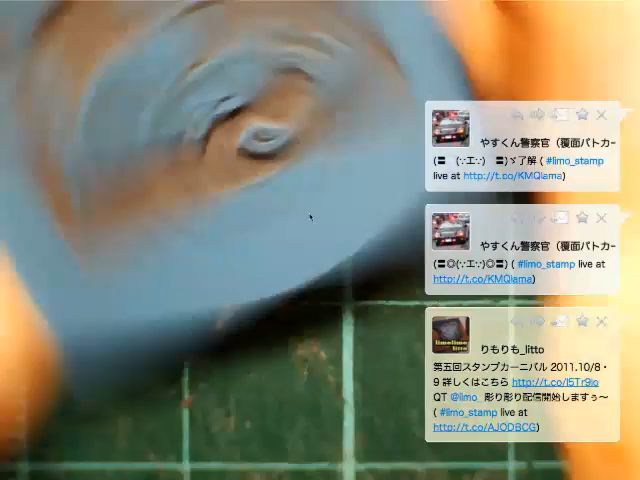 やすくん警察官（覆面パトカー
(〓　(∵エ∵)　〓)ゞ了解 ( #limo_stamp
live at http://t.co/KMQlama)
やすくん警察官（覆面パトカー
(〓◎(∵エ∵)◎〓) ( #limo_stamp live at
http://t.co/KMQlama)
りもりも_litto
第五回スタンプカーニバル 2011.10/8・
9 詳しくはこちら http://t.co/l5Tr9lo
QT @limo_ 彫り彫り配信開始しますぅ〜
( #limo_stamp live at
http://t.co/AJODBCG)